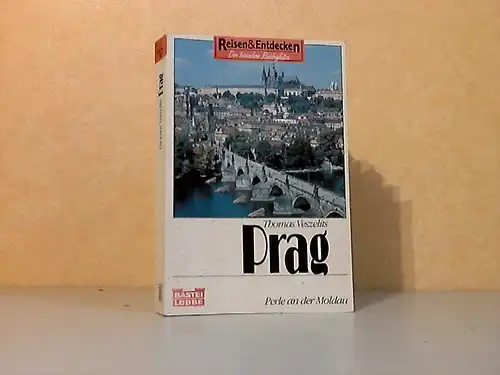 Reisen & Entdecken
Thomas Veszelits
Prag
Perle an der Moldau
BASTEI
LÜBBE
Prag